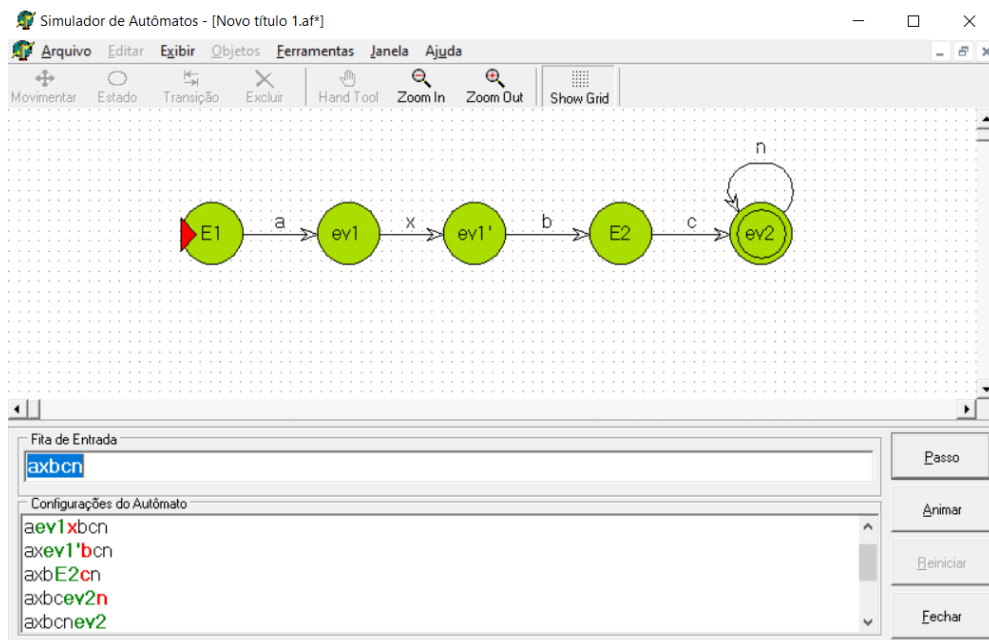 Simulador de Autômatos - [Novo título 1.af*]
Arquivo Editar Exibir Objetos Ferramentas Janela Ajuda
Movimentar Estado Transição Excluir Hand Tool Zoom In Zoom Out Show Grid
n
a x b c
E1 ev1 ev1' E2 ev2
Fita de Entrada
axbcn
Configurações do Autômato
aev1xbcn
axev1'bcn
axbE2cn
axbcev2n
axbcnev2
Passo
Animar
Reiniciar
Fechar